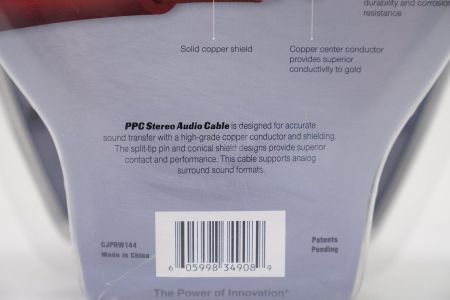 durability and corrosion
resistance
Solid copper shield
Copper center conductor
provides superior
conductivity to gold
PPC Stereo Audio Cable is designed for accurate
sound transfer with a high-grade copper conductor and shielding.
The split-tip pin and conical shield designs provide superior
contact and performance. This cable supports analog
surround sound formats.
CJPRW144
Made in China
Patents
Pending
6 05998 34908 9
The Power of Innovation®